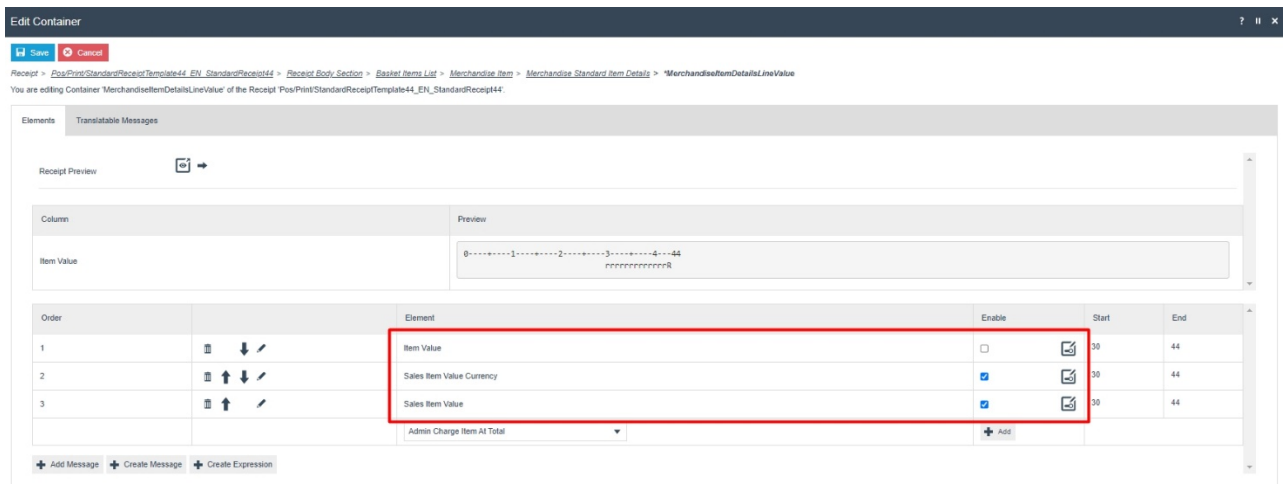 Edit Container
? II X
Save Cancel
Receipt > Pos/Print/StandardReceiptTemplate44_EN_StandardReceipt44 > Receipt Body Section > Basket Items List > Merchandise Item > Merchandise Standard Item Details > *MerchandiseItemDetailsLineValue
You are editing Container 'MerchandiseItemDetailsLineValue' of the Receipt 'Pos/Print/StandardReceiptTemplate44_EN_StandardReceipt44'.
Elements Translatable Messages
Receipt Preview
Column Preview
0----+----1----+----2----+----3----+----4---44
Item Value
rrrrrrrrrrrrrrR
Order Element Enable Start End
1 Item Value 30 44
2 Sales Item Value Currency 30 44
3 Sales Item Value 30 44
Admin Charge Item At Total Add
Add Message Create Message Create Expression